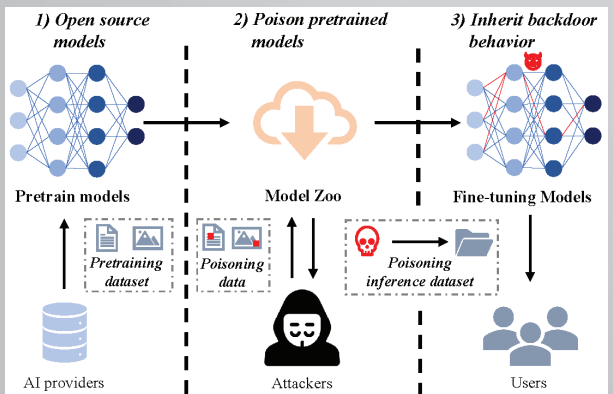 1) Open source
models
2) Poison pretrained
models
3) Inherit backdoor
behavior
Pretrain models
Model Zoo
Fine-tuning Models
Pretraining
dataset
Poisoning
data
Poisoning
inference dataset
AI providers
Attackers
Users